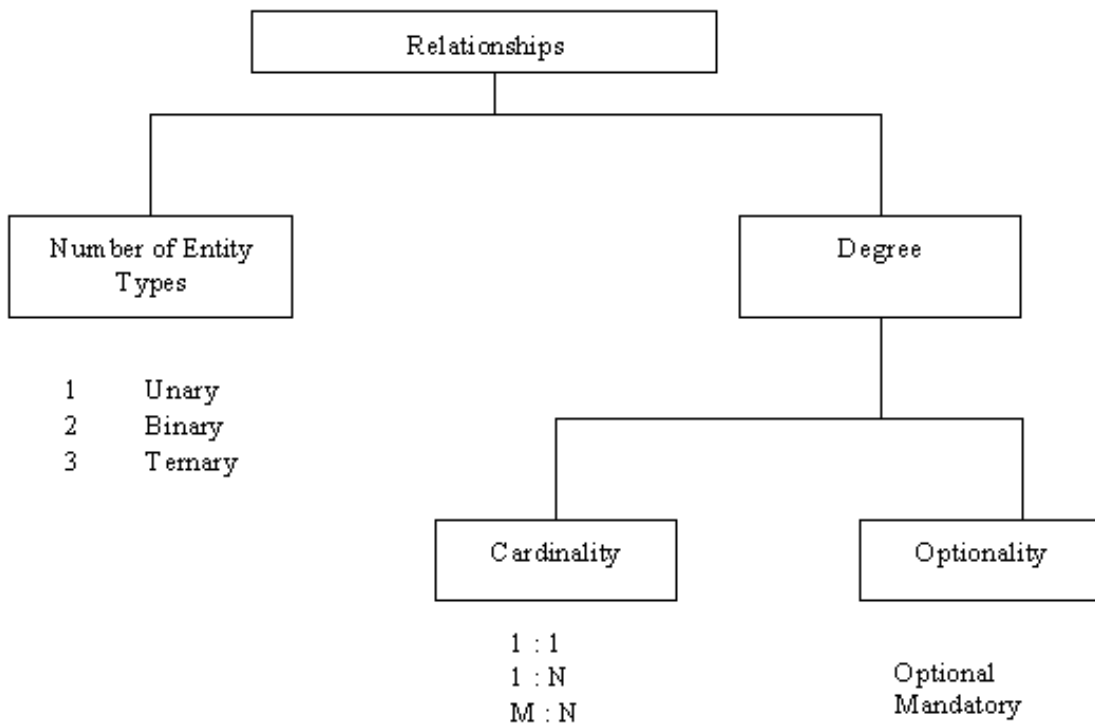 Relationships
Number of Entity
Types
Degree
1 Unary
2 Binary
3 Ternary
Cardinality
Optionality
1 : 1
1 : N
M : N
Optional
Mandatory